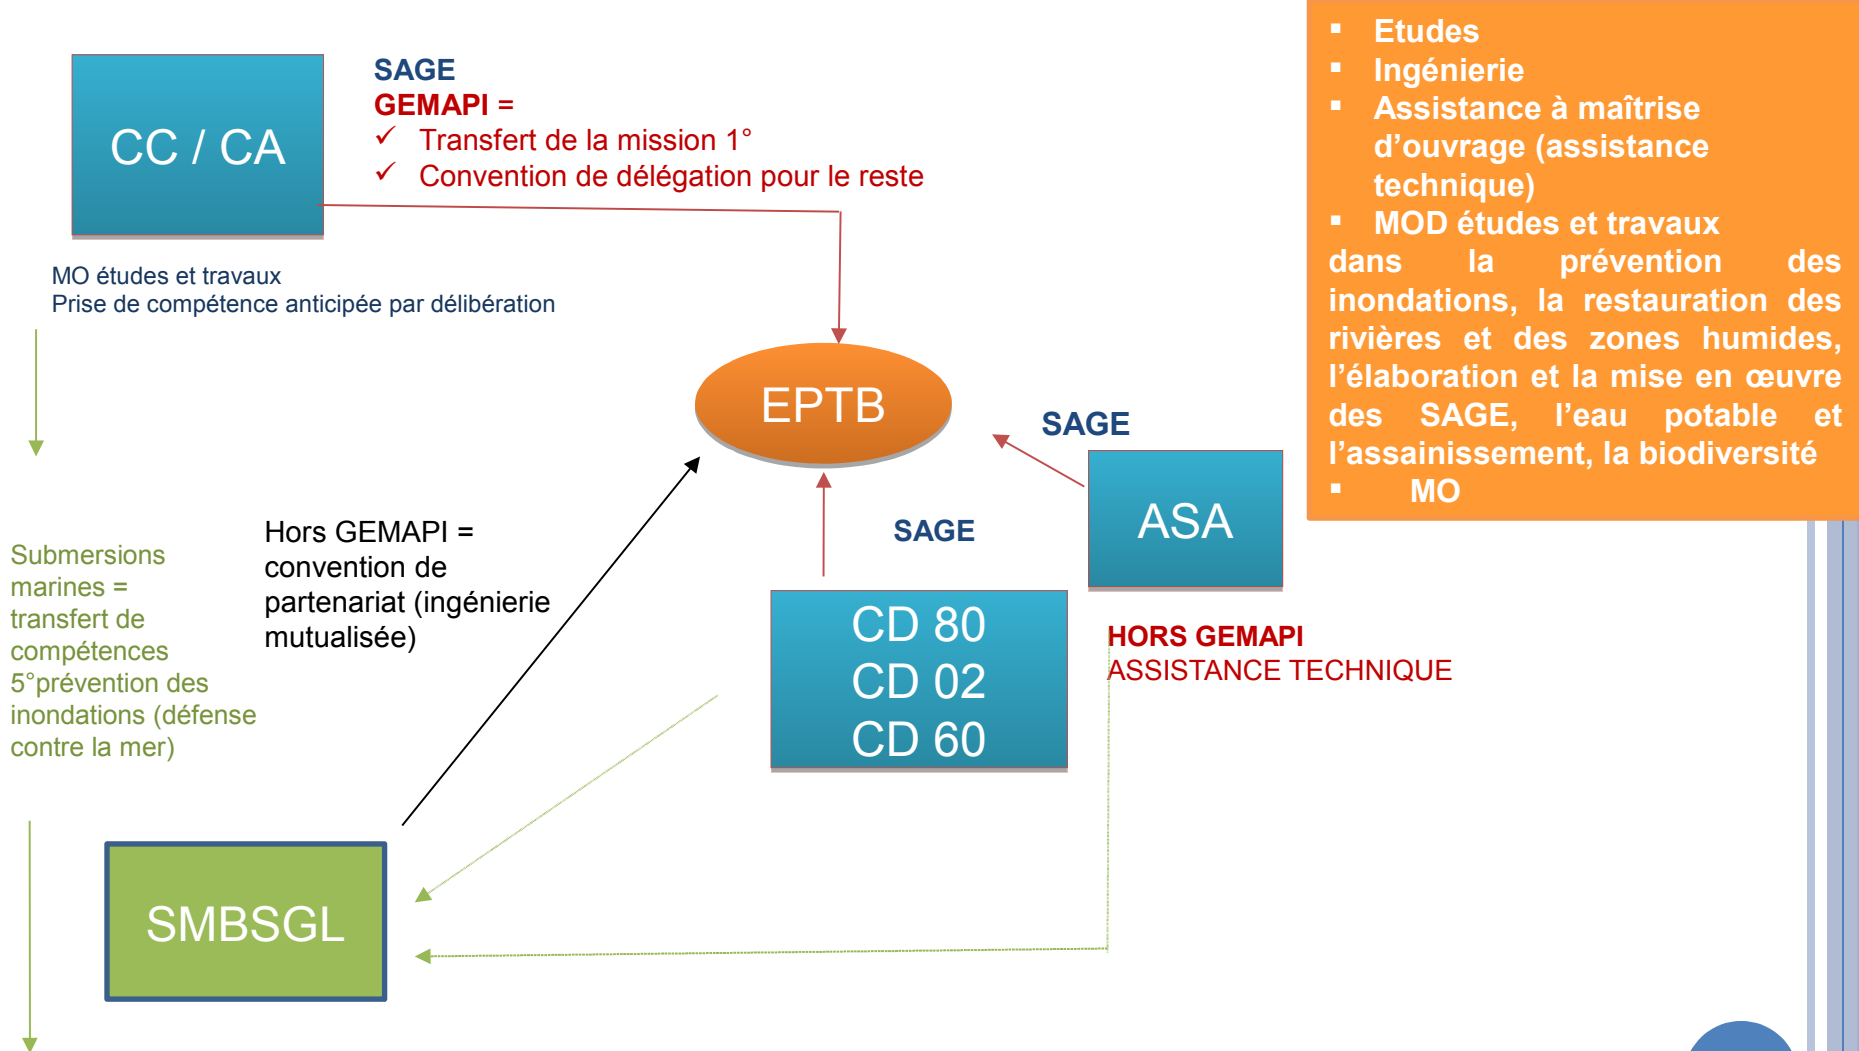 CC / CA
SAGE
GEMAPI =
✓ Transfert de la mission 1°
✓ Convention de délégation pour le reste
MO études et travaux
Prise de compétence anticipée par délibération
▪ Etudes
▪ Ingénierie
▪ Assistance à maîtrise
d’ouvrage (assistance
technique)
▪ MOD études et travaux
dans la prévention des
inondations, la restauration des
rivières et des zones humides,
l’élaboration et la mise en œuvre
des SAGE, l’eau potable et
l’assainissement, la biodiversité
▪ MO
EPTB
SAGE
ASA
SAGE
Hors GEMAPI =
convention de
partenariat (ingénierie
mutualisée)
Submersions
marines =
transfert de
compétences
5°prévention des
inondations (défense
contre la mer)
CD 80
CD 02
CD 60
HORS GEMAPI
ASSISTANCE TECHNIQUE
SMBSGL